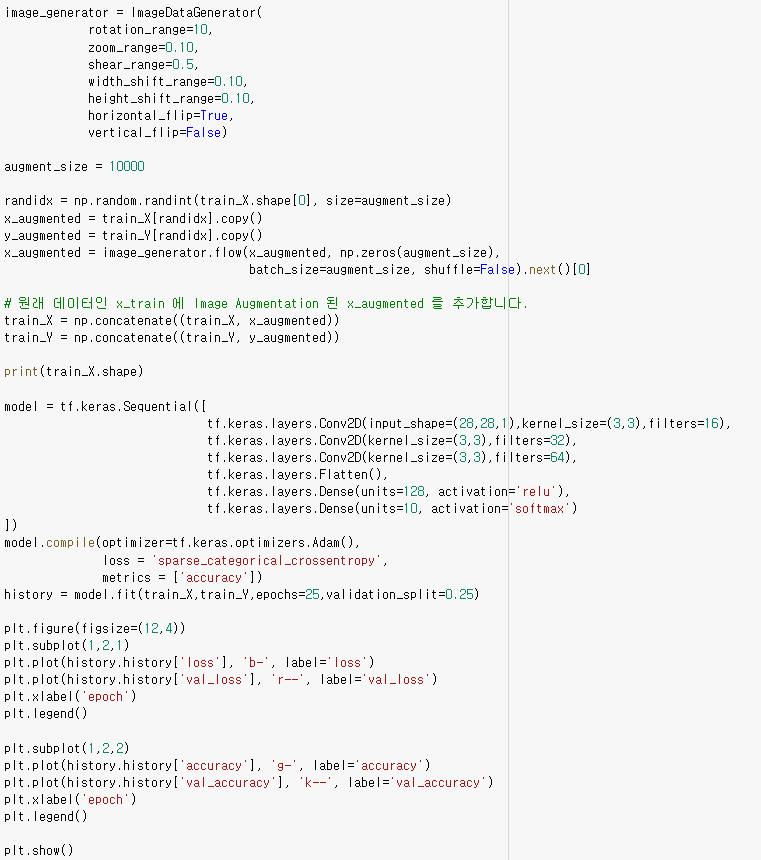 image_generator = ImageDataGenerator(
            rotation_range=10,
            zoom_range=0.10,
            shear_range=0.5,
            width_shift_range=0.10,
            height_shift_range=0.10,
            horizontal_flip=True,
            vertical_flip=False)

augment_size = 10000

randidx = np.random.randint(train_X.shape[0], size=augment_size)
x_augmented = train_X[randidx].copy()
y_augmented = train_Y[randidx].copy()
x_augmented = image_generator.flow(x_augmented, np.zeros(augment_size),
                                   batch_size=augment_size, shuffle=False).next()[0]

# 원래 데이터인 x_train 에 Image Augmentation 된 x_augmented 를 추가합니다.
train_X = np.concatenate((train_X, x_augmented))
train_Y = np.concatenate((train_Y, y_augmented))

print(train_X.shape)

model = tf.keras.Sequential([
                             tf.keras.layers.Conv2D(input_shape=(28,28,1),kernel_size=(3,3),filters=16),
                             tf.keras.layers.Conv2D(kernel_size=(3,3),filters=32),
                             tf.keras.layers.Conv2D(kernel_size=(3,3),filters=64),
                             tf.keras.layers.Flatten(),
                             tf.keras.layers.Dense(units=128, activation='relu'),
                             tf.keras.layers.Dense(units=10, activation='softmax')
])
model.compile(optimizer=tf.keras.optimizers.Adam(),
              loss = 'sparse_categorical_crossentropy',
              metrics = ['accuracy'])
history = model.fit(train_X,train_Y,epochs=25,validation_split=0.25)

plt.figure(figsize=(12,4))
plt.subplot(1,2,1)
plt.plot(history.history['loss'], 'b-', label='loss')
plt.plot(history.history['val_loss'], 'r--', label='val_loss')
plt.xlabel('epoch')
plt.legend()

plt.subplot(1,2,2)
plt.plot(history.history['accuracy'], 'g-', label='accuracy')
plt.plot(history.history['val_accuracy'], 'k--', label='val_accuracy')
plt.xlabel('epoch')
plt.legend()

plt.show()